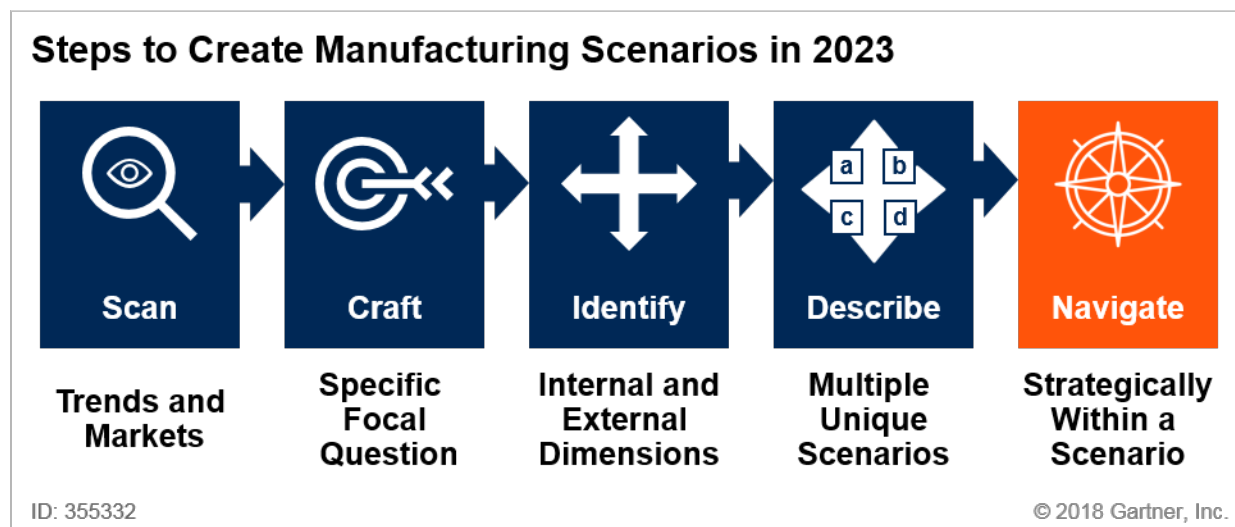 Steps to Create Manufacturing Scenarios in 2023
a
b
c
d
Scan
Craft
Identify
Describe
Navigate
Trends and
Markets
Specific
Focal
Question
Internal and
External
Dimensions
Multiple
Unique
Scenarios
Strategically
Within a
Scenario
ID: 355332
© 2018 Gartner, Inc.